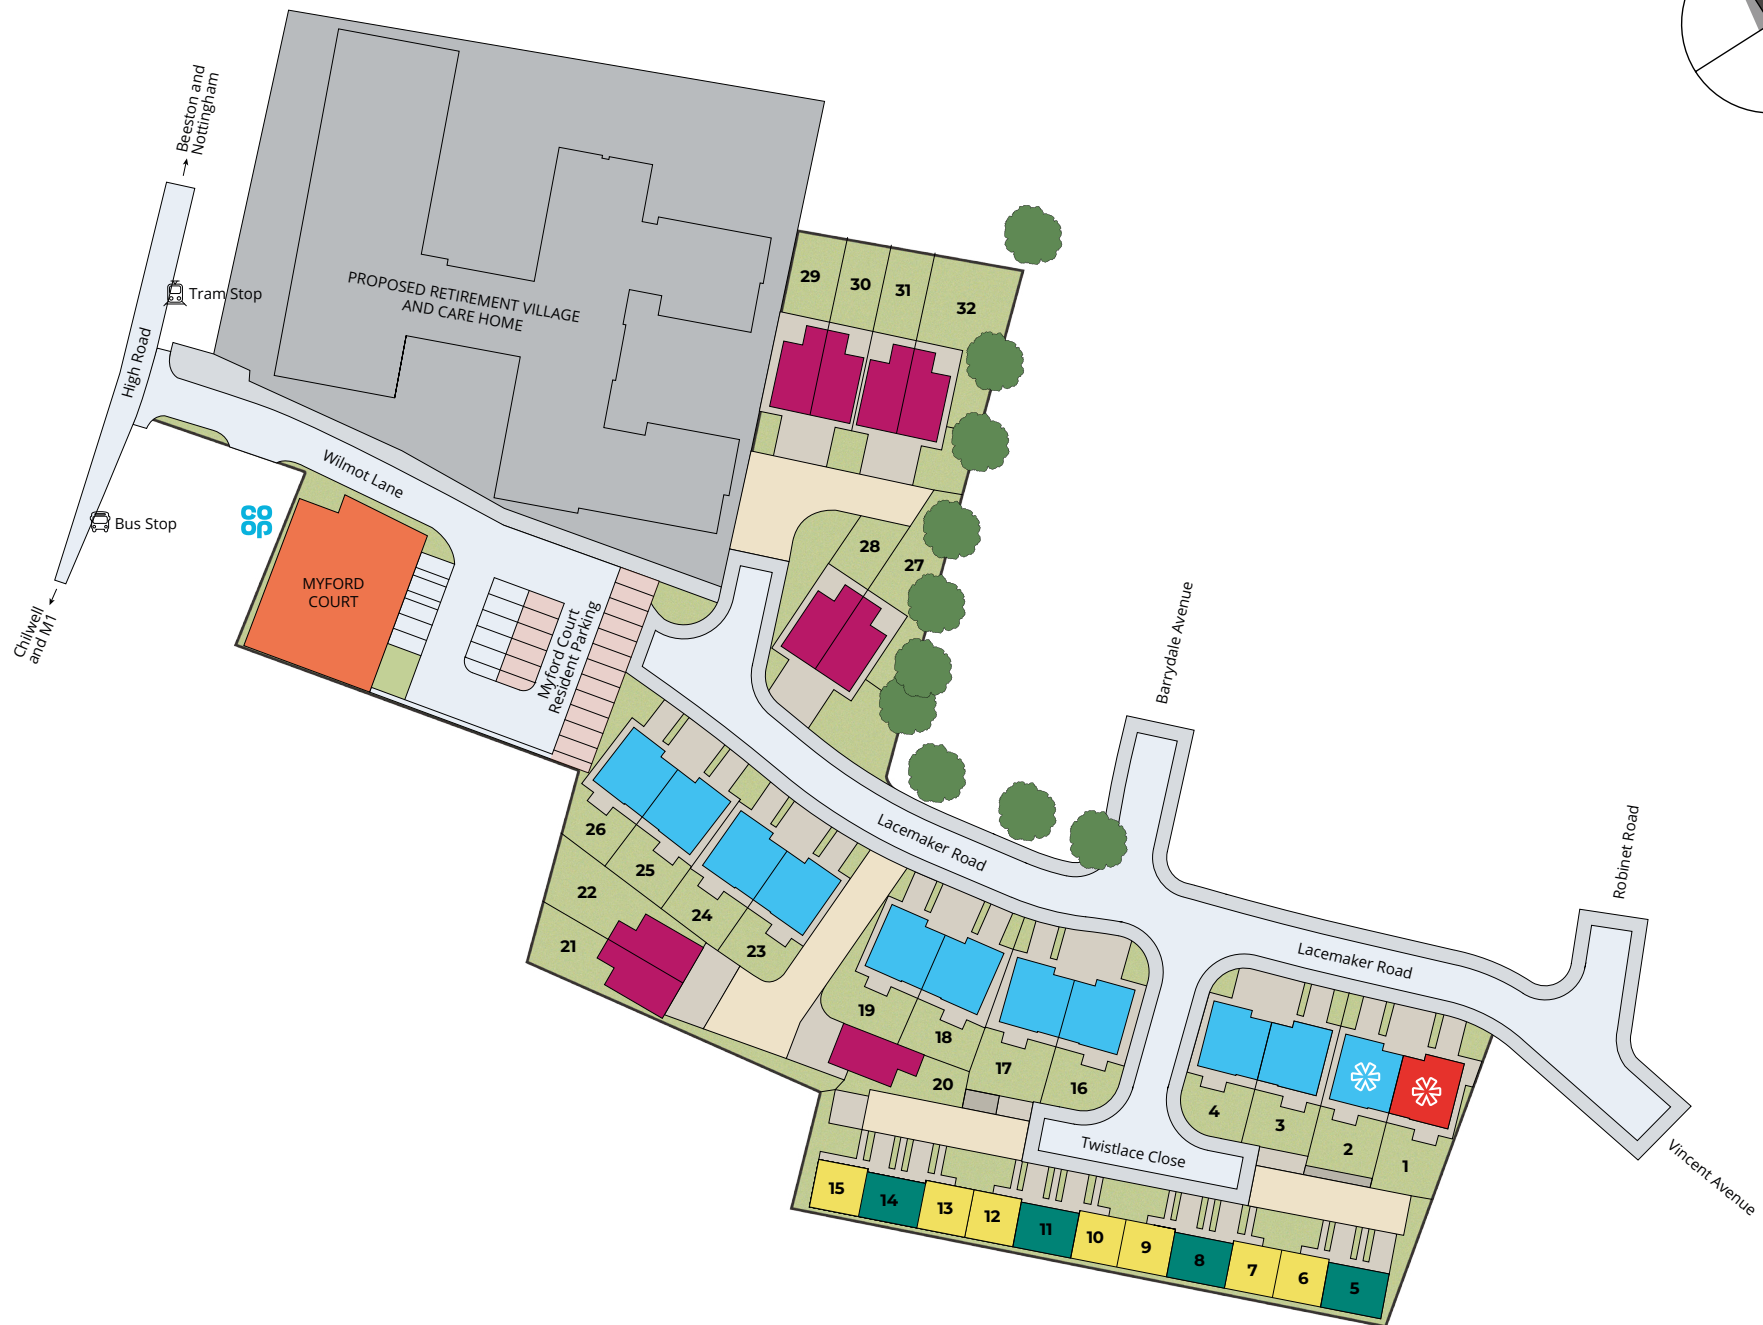 Beeston and
Nottingham
Tram Stop
High Road
PROPOSED RETIREMENT VILLAGE
AND CARE HOME
Wilmot Lane
Bus Stop
co
op
MYFORD
COURT
Chilwell
and M1
Myford Court
Resident Parking
29
30
31
32
28
27
Barrydale Avenue
Lacemaker Road
Robinet Road
Lacemaker Road
26
25
22
24
21
23
19
18
17
16
20
4
3
2
1
Twistlace Close
Vincent Avenue
15
14
13
12
11
10
9
8
7
6
5